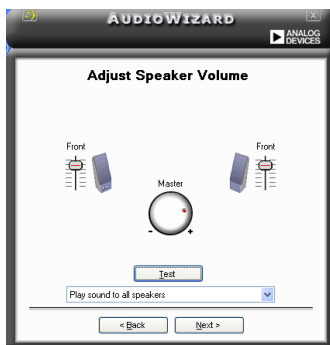 AUDIOWIZARD
ANALOG
DEVICES
Adjust Speaker Volume
Front
Front
Master
- +
Test
Play sound to all speakers
< Back
Next >